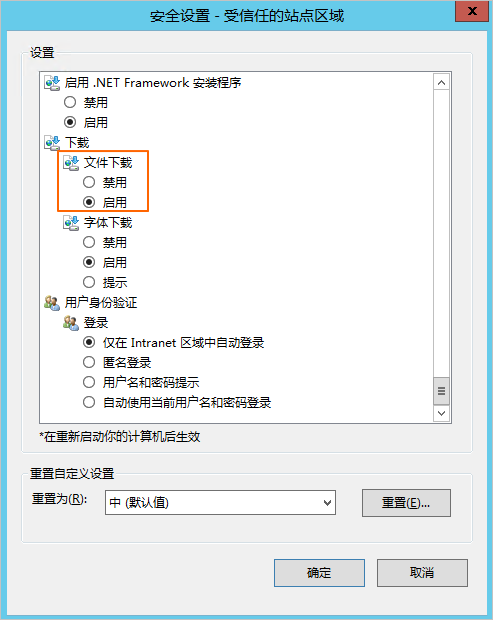 安全设置 - 受信任的站点区域
x
设置
启用 .NET Framework 安装程序
禁用
启用
下载
文件下载
禁用
启用
字体下载
禁用
启用
提示
用户身份验证
登录
仅在 Intranet 区域中自动登录
匿名登录
用户名和密码提示
自动使用当前用户名和密码登录
*在重新启动你的计算机后生效
重置自定义设置
重置为(R):
中 (默认值)
重置(E)...
确定
取消